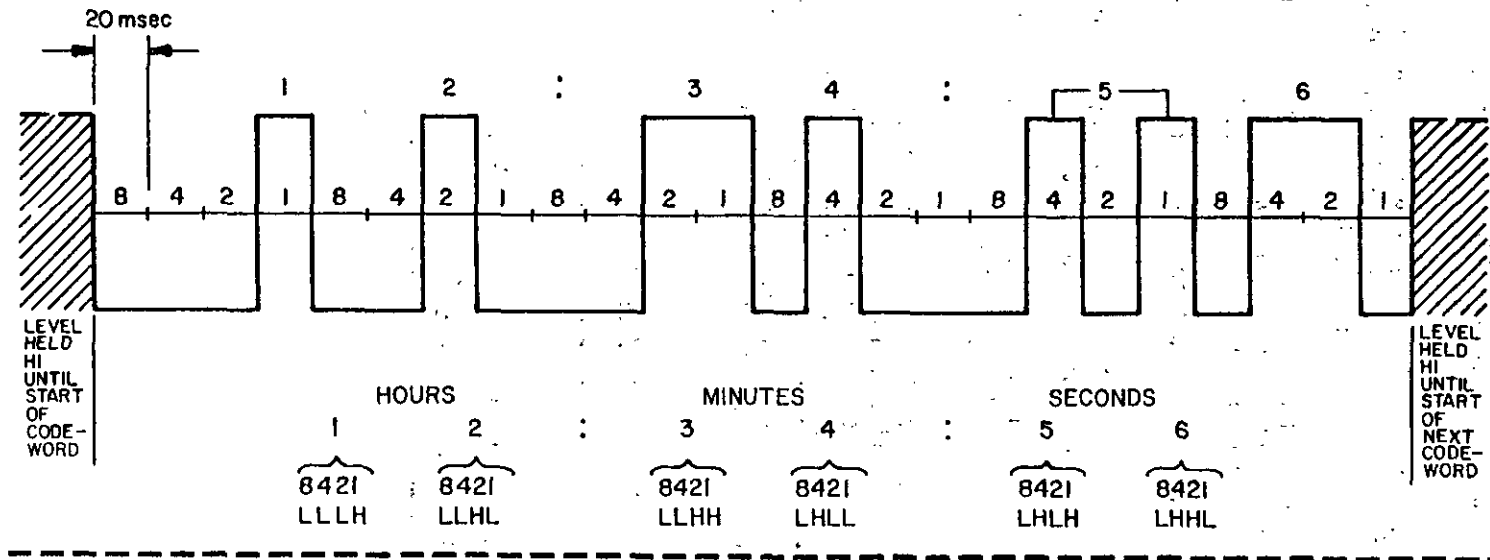 20 msec
1 2 : 3 4 : 5 6
8 4 2 1 8 4 2 1 8 4 2 1 8 4 2 1 8 4 2 1 8 4 2 1
LEVEL
HELD
HI
UNTIL
START
OF
CODE-
WORD
HOURS MINUTES SECONDS
1 2 : 3 4 : 5 6
8421 8421 8421 8421 8421 8421
LLLH LLHL LLHH LHLL LHLH LHHL
LEVEL
HELD
HI
UNTIL
START
OF
NEXT
CODE-
WORD